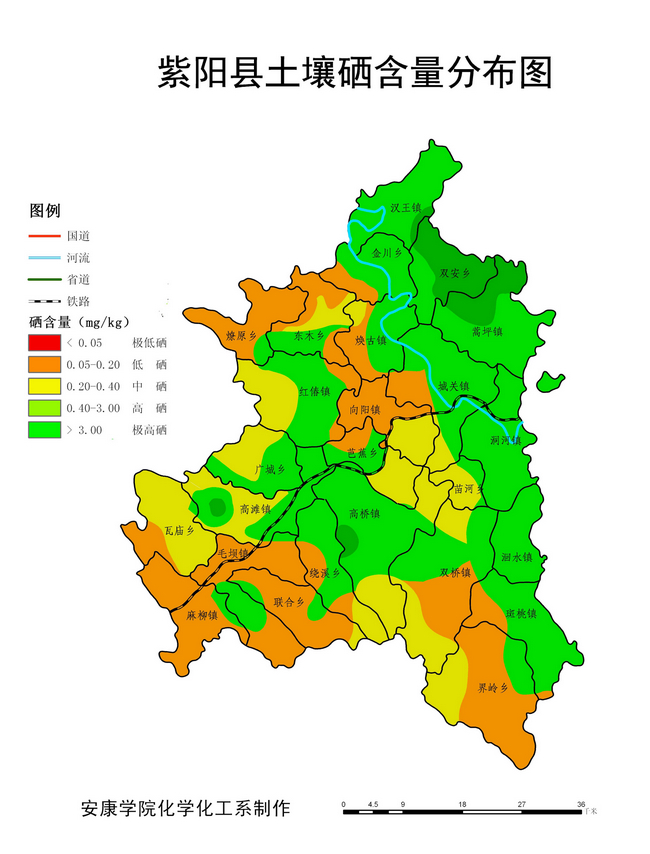 紫阳县土壤硒含量分布图
图例
国道
河流
省道
铁路
硒含量（mg/kg）
< 0.05 极低硒
0.05-0.20 低 硒
0.20-0.40 中 硒
0.40-3.00 高 硒
> 3.00 极高硒
汉王镇
金川乡
双安乡
燎原乡
东木乡
焕古镇
蒿坪镇
红椿镇
城关镇
向阳镇
洞河镇
芭蕉乡
广城乡
苗河乡
高滩镇
高桥镇
瓦庙乡
毛坝镇
洄水镇
绕溪乡
双桥镇
联合乡
麻柳镇
斑桃镇
界岭乡
安康学院化学化工系制作
0 4.5 9 18 27 36
千米